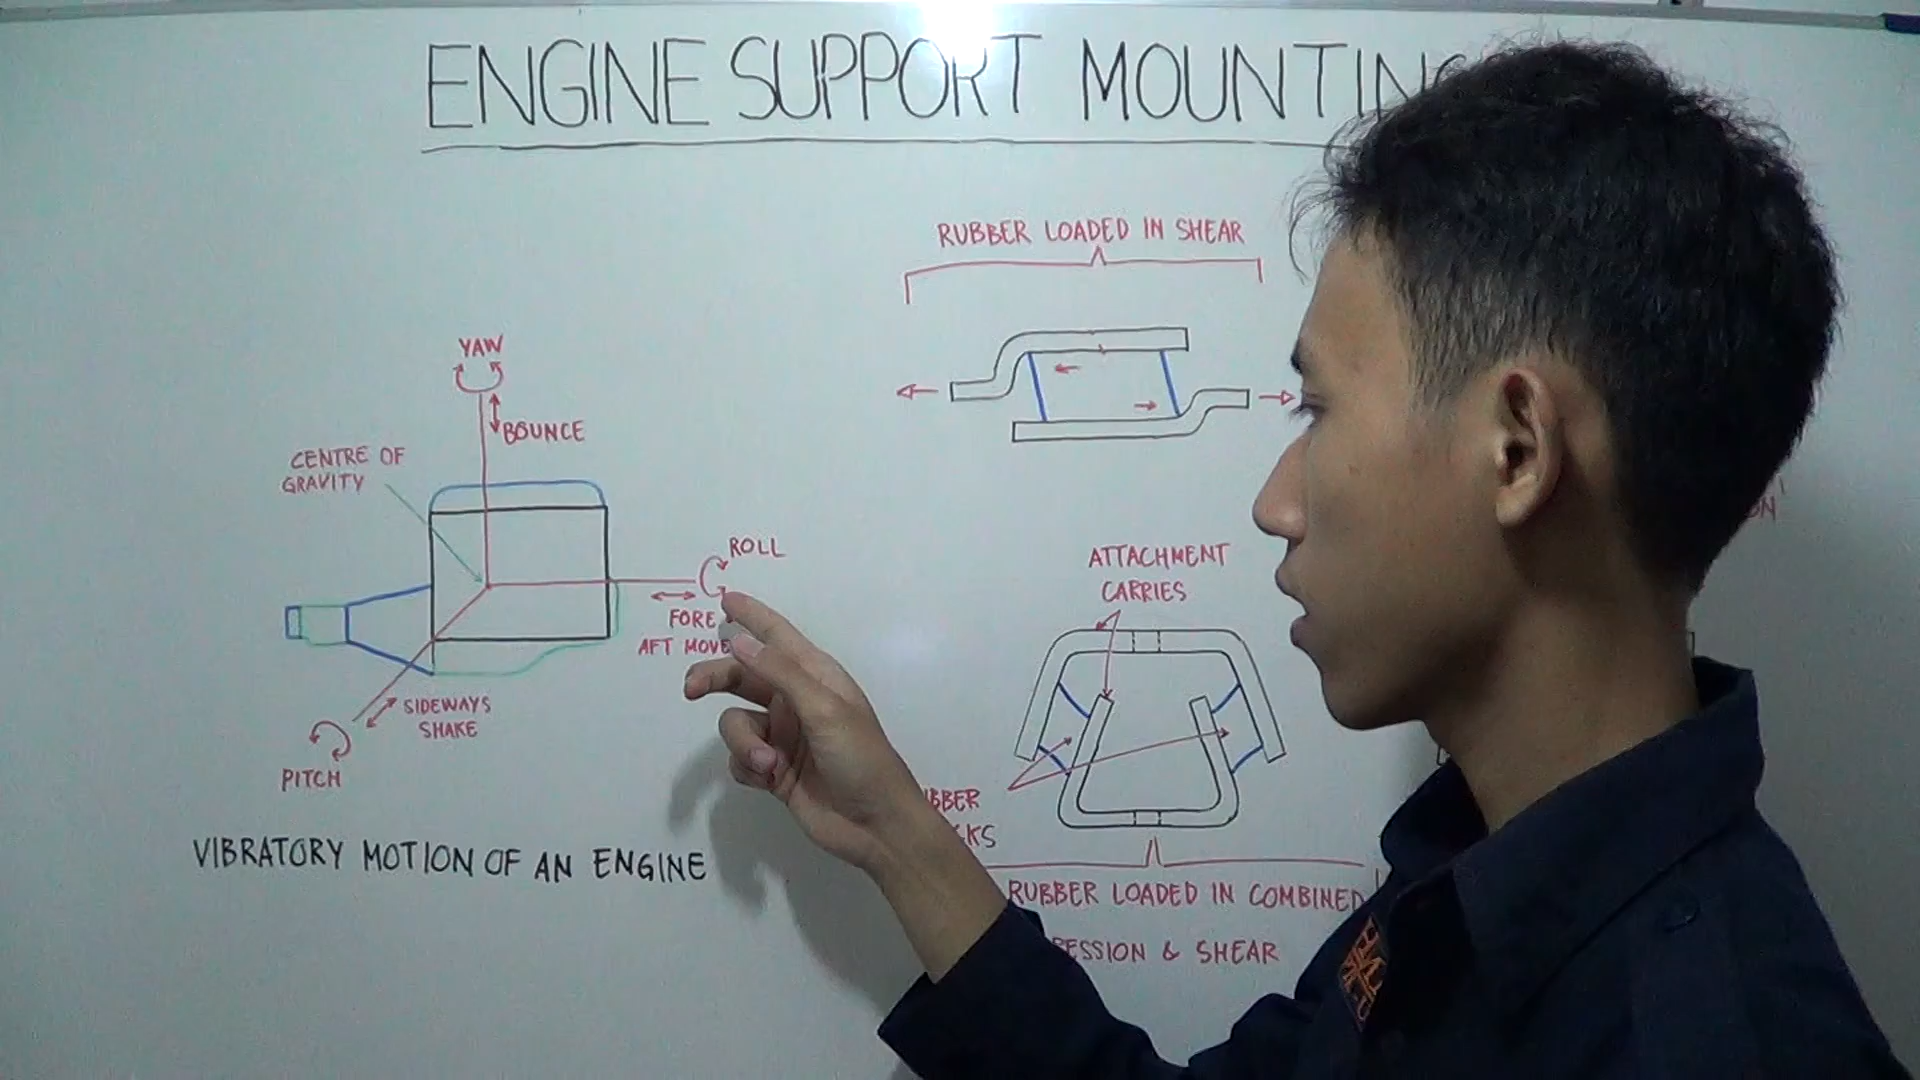 ENGINE SUPPORT MOUNTING
RUBBER LOADED IN SHEAR
YAW
BOUNCE
CENTRE OF
GRAVITY
ROLL
FORE
AFT MOVE
SIDEWAYS
SHAKE
PITCH
VIBRATORY MOTION OF AN ENGINE
ATTACHMENT
CARRIES
RUBBER LOADED IN COMBINED
& SHEAR